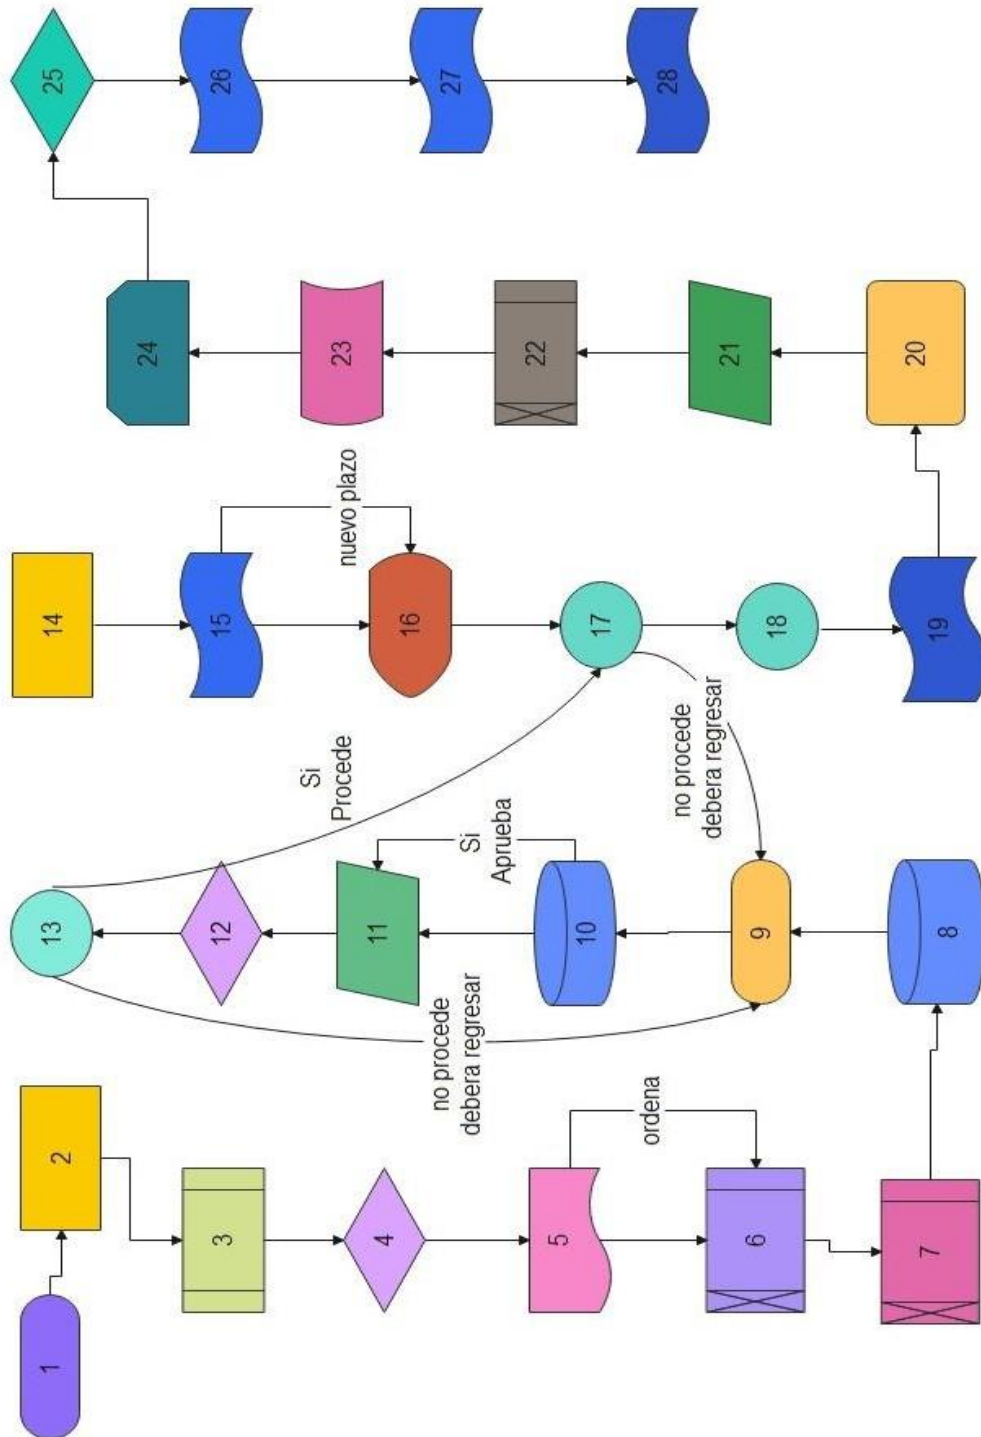 1
2
3
4
5
ordena
6
7
8
9
10
Si
Aprueba
11
12
13
no procede
debera regresar
Si
Procede
14
15
nuevo plazo
16
17
no procede
debera regresar
18
19
20
21
22
23
24
25
26
27
28